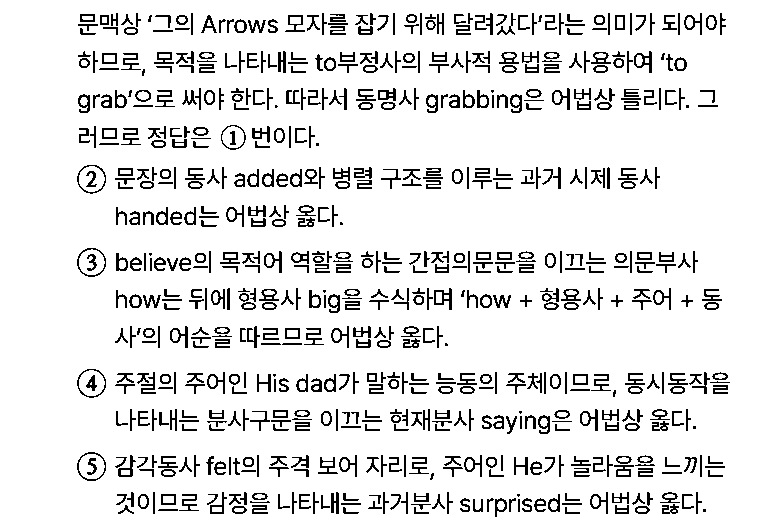 문맥상 ‘그의 Arrows 모자를 잡기 위해 달려갔다’라는 의미가 되어야
하므로, 목적을 나타내는 to부정사의 부사적 용법을 사용하여 ‘to
grab’으로 써야 한다. 따라서 동명사 grabbing은 어법상 틀리다. 그
러므로 정답은 ①번이다.
② 문장의 동사 added와 병렬 구조를 이루는 과거 시제 동사
handed는 어법상 옳다.
③ believe의 목적어 역할을 하는 간접의문문을 이끄는 의문부사
how는 뒤에 형용사 big을 수식하며 ‘how + 형용사 + 주어 + 동
사’의 어순을 따르므로 어법상 옳다.
④ 주절의 주어인 His dad가 말하는 능동의 주체이므로, 동시동작을
나타내는 분사구문을 이끄는 현재분사 saying은 어법상 옳다.
⑤ 감각동사 felt의 주격 보어 자리로, 주어인 He가 놀라움을 느끼는
것이므로 감정을 나타내는 과거분사 surprised는 어법상 옳다.